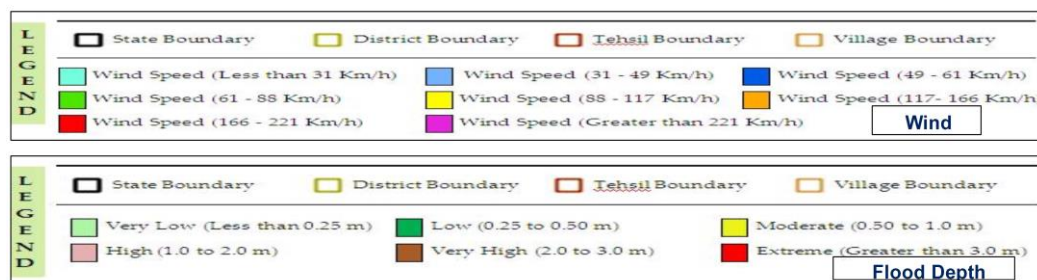 LEGEND
State Boundary District Boundary Tehsil Boundary Village Boundary
Wind Speed (Less than 31 Km/h) Wind Speed (31 - 49 Km/h) Wind Speed (49 - 61 Km/h)
Wind Speed (61 - 88 Km/h) Wind Speed (88 - 117 Km/h) Wind Speed (117- 166 Km/h
Wind Speed (166 - 221 Km/h) Wind Speed (Greater than 221 Km/h)
Wind
LEGEND
State Boundary District Boundary Tehsil Boundary Village Boundary
Very Low (Less than 0.25 m) Low (0.25 to 0.50 m) Moderate (0.50 to 1.0 m)
High (1.0 to 2.0 m) Very High (2.0 to 3.0 m) Extreme (Greater than 3.0 m)
Flood Depth